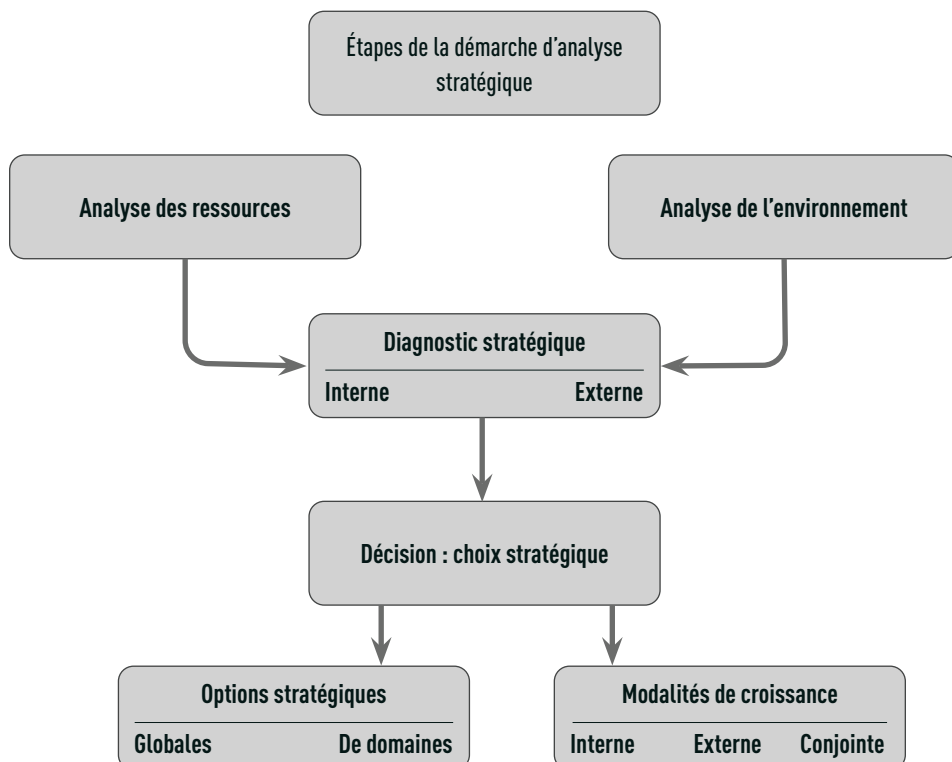 Étapes de la démarche d’analyse
stratégique
Analyse des ressources
Analyse de l’environnement
Diagnostic stratégique
Interne Externe
Décision : choix stratégique
Options stratégiques
Globales De domaines
Modalités de croissance
Interne Externe Conjointe